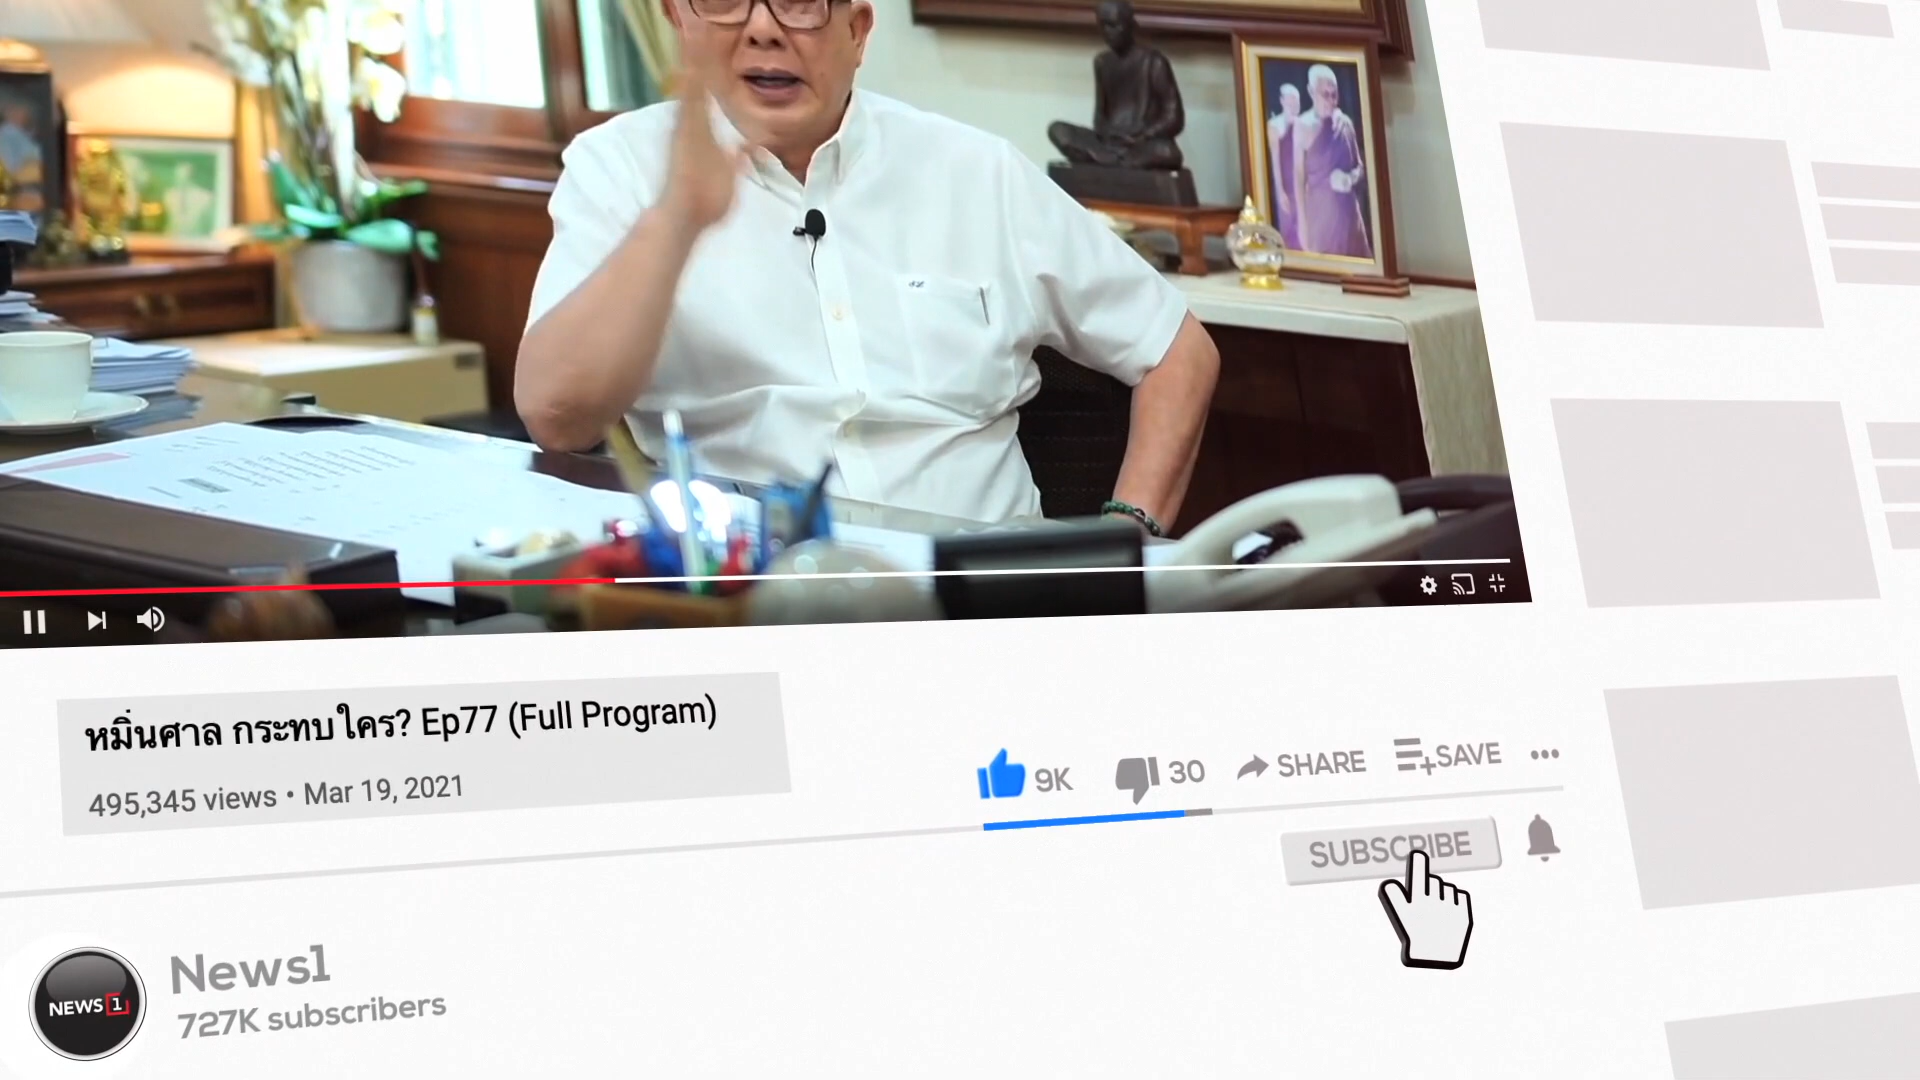 หมิ่นศาล กระทบใคร? Ep77 (Full Program)
495,345 views • Mar 19, 2021
9K
30
SHARE
SAVE
SUBSCRIBE
News1
727K subscribers
NEWS 1